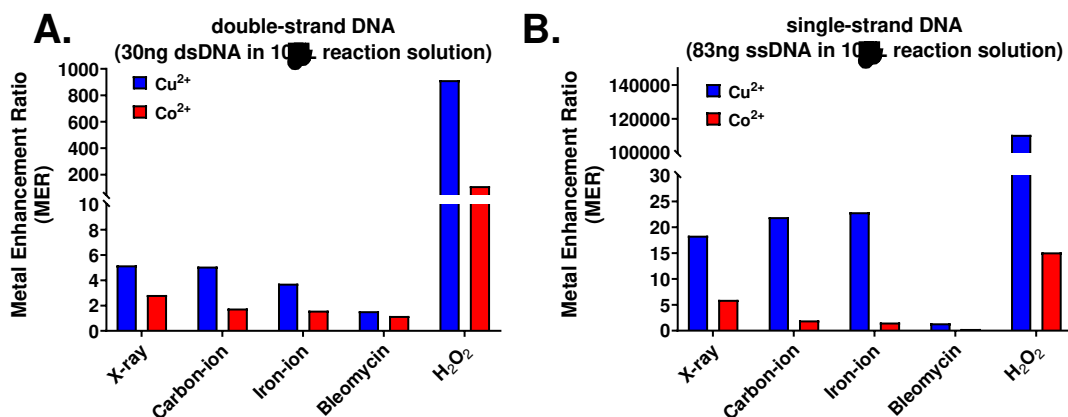 A.
double-strand DNA
(30ng dsDNA in 10 L reaction solution)
Metal Enhancement Ratio
(MER)
1000
800
600
400
200
10
8
6
4
2
0
Cu²⁺
Co²⁺
X-ray
Carbon-ion
Iron-ion
Bleomycin
H₂O₂
B.
single-strand DNA
(83ng ssDNA in 10 L reaction solution)
Metal Enhancement Ratio
(MER)
140000
120000
100000
30
25
20
15
10
5
0
Cu²⁺
Co²⁺
X-ray
Carbon-ion
Iron-ion
Bleomycin
H₂O₂